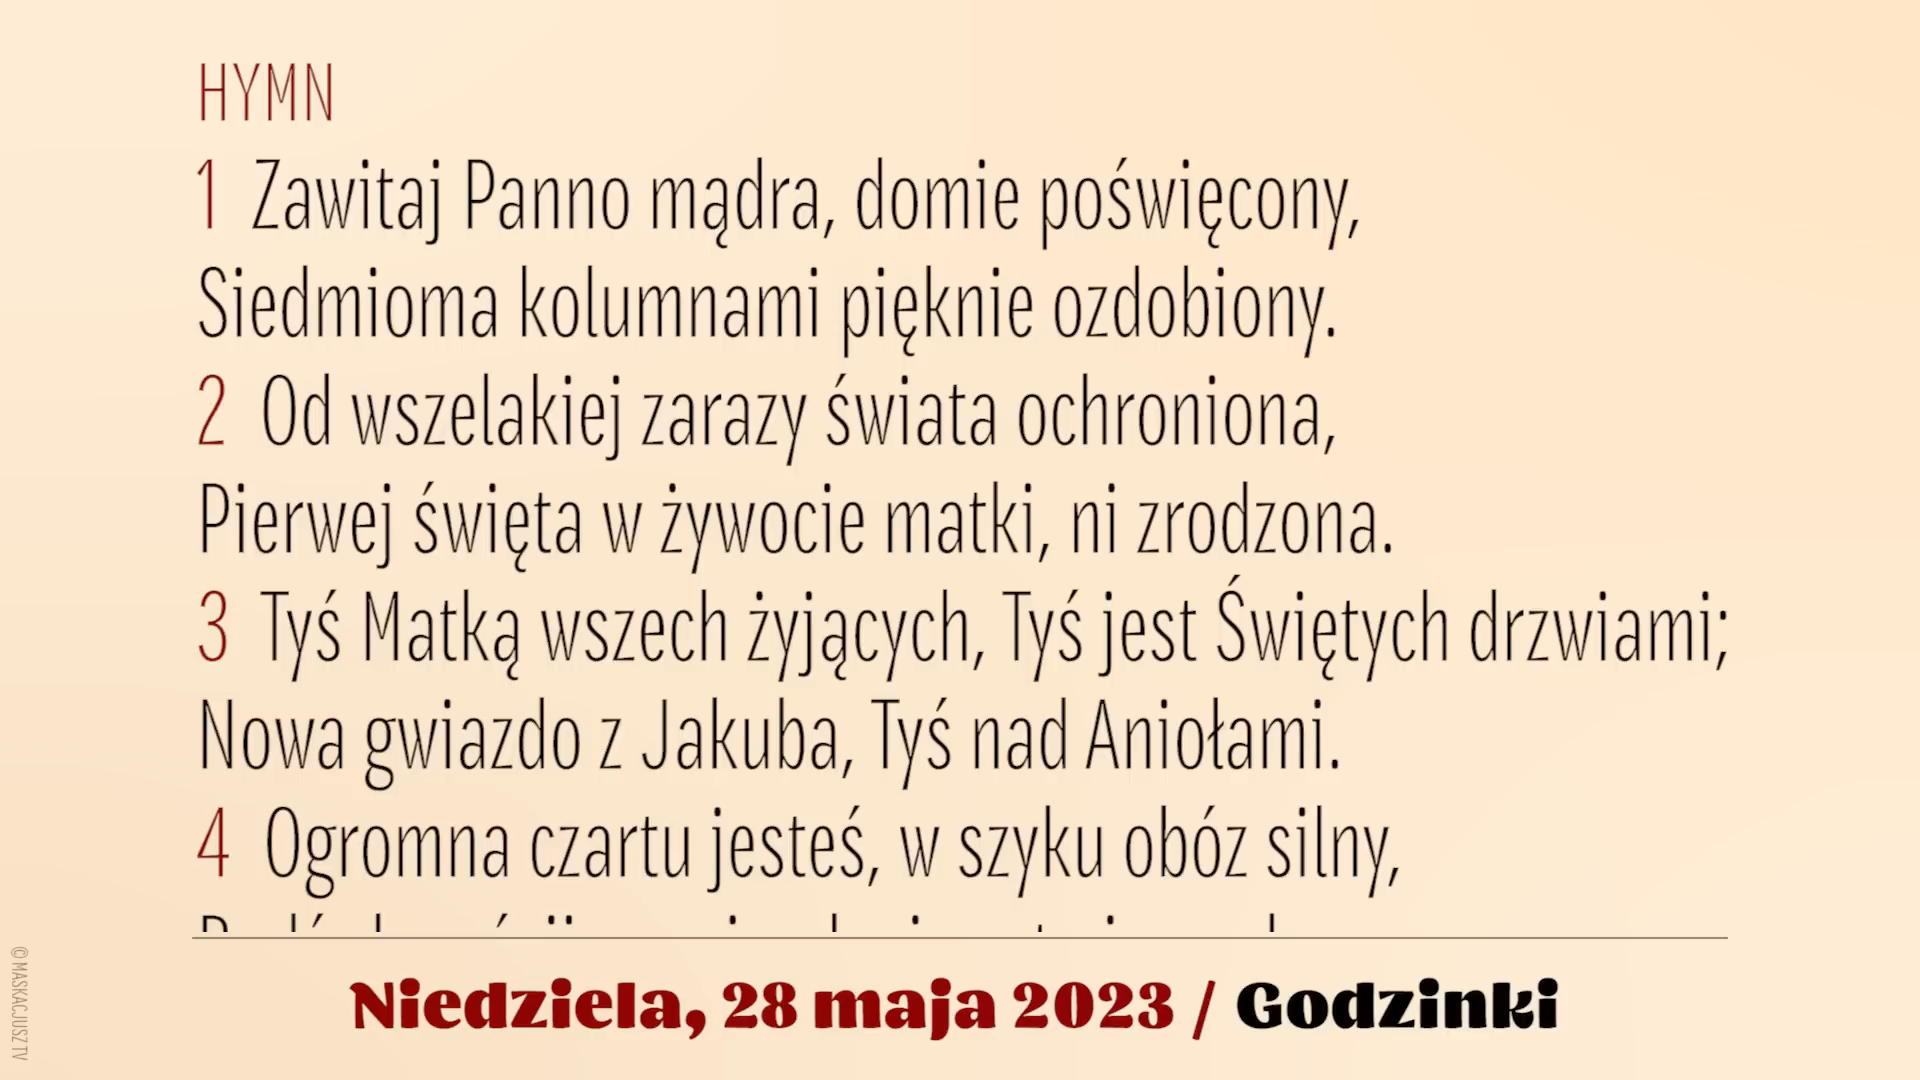 HYMN
1 Zawitaj Panno mądra, domie poświęcony,
Siedmioma kolumnami pięknie ozdobiony.
2 Od wszelakiej zarazy świata ochroniona,
Pierwej święta w żywocie matki, ni zrodzona.
3 Tyś Matką wszech żyjących, Tyś jest Świętych drzwiami;
Nowa gwiazdo z Jakuba, Tyś nad Aniołami.
4 Ogromna czartu jesteś, w szyku obóz silny,
Niedziela, 28 maja 2023 / Godzinki
© MASKACJUSZ TV